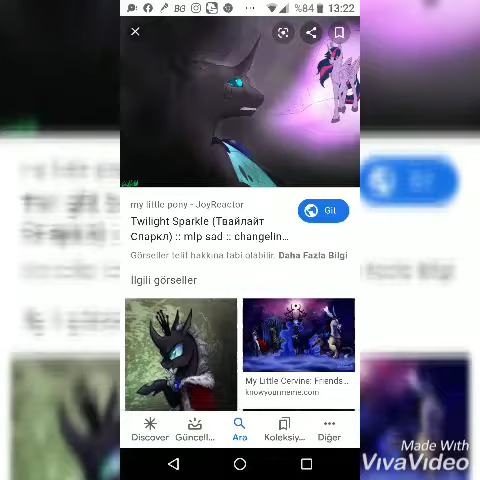 BG ... %84 13:22
my little pony - JoyReactor
Twilight Sparkle (Твайлайт
Спаркл) :: mlp sad :: changelin...
Git
Görseller telif hakkına tabi olabilir. Daha Fazla Bilgi
İlgili görseller
My Little Cervine: Friends...
knowyourmeme.com
Discover Güncell... Ara Koleksiy... Diğer
Made With
VivaVideo